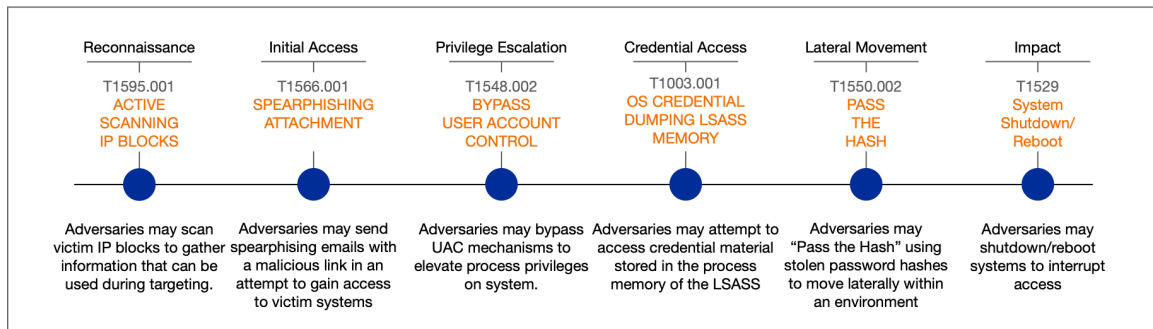 Reconnaissance
T1595.001
ACTIVE
SCANNING
IP BLOCKS
Adversaries may scan
victim IP blocks to gather
information that can be
used during targeting.
Initial Access
T1566.001
SPEARPHISHING
ATTACHMENT
Adversaries may send
spearphising emails with
a malicious link in an
attempt to gain access
to victim systems
Privilege Escalation
T1548.002
BYPASS
USER ACCOUNT
CONTROL
Adversaries may bypass
UAC mechanisms to
elevate process privileges
on system.
Credential Access
T1003.001
OS CREDENTIAL
DUMPING LSASS
MEMORY
Adversaries may attempt to
access credential material
stored in the process
memory of the LSASS
Lateral Movement
T1550.002
PASS
THE
HASH
Adversaries may
“Pass the Hash” using
stolen password hashes
to move laterally within
an environment
Impact
T1529
System
Shutdown/
Reboot
Adversaries may
shutdown/reboot
systems to interrupt
access